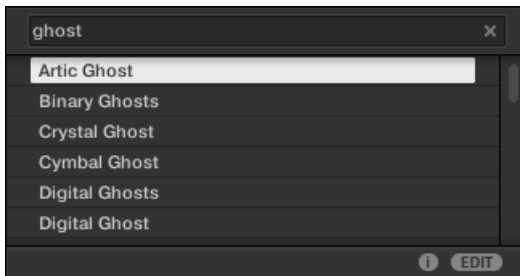 ghost
Artic Ghost
Binary Ghosts
Crystal Ghost
Cymbal Ghost
Digital Ghosts
Digital Ghost
i EDIT